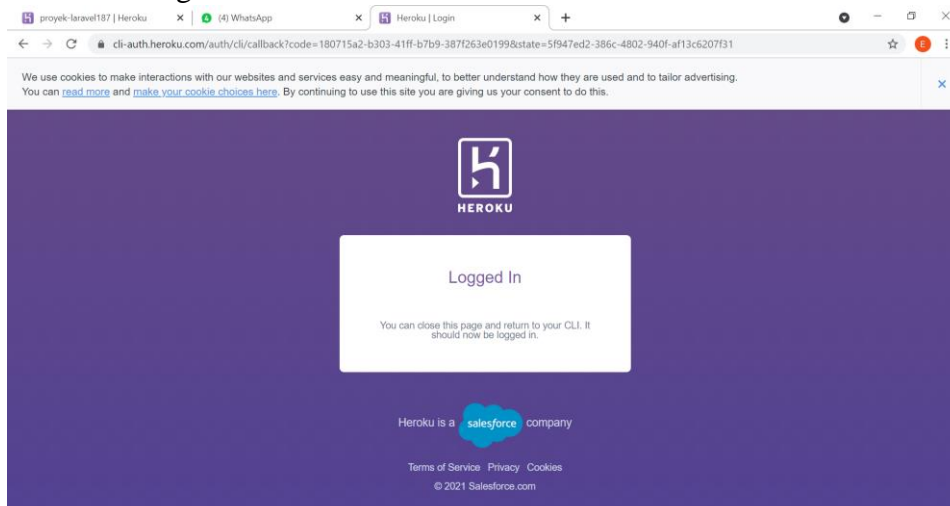 proyek-laravel187 | Heroku
(4) WhatsApp
Heroku | Login
cli-auth.heroku.com/auth/cli/callback?code=180715a2-b303-41ff-b7b9-387f263e0199&state=5f947ed2-386c-4802-940f-af13c6207f31
E
We use cookies to make interactions with our websites and services easy and meaningful, to better understand how they are used and to tailor advertising.
You can read more and make your cookie choices here. By continuing to use this site you are giving us your consent to do this.
HEROKU
Logged In
You can close this page and return to your CLI. It
should now be logged in.
Heroku is a salesforce company
Terms of Service Privacy Cookies
© 2021 Salesforce.com